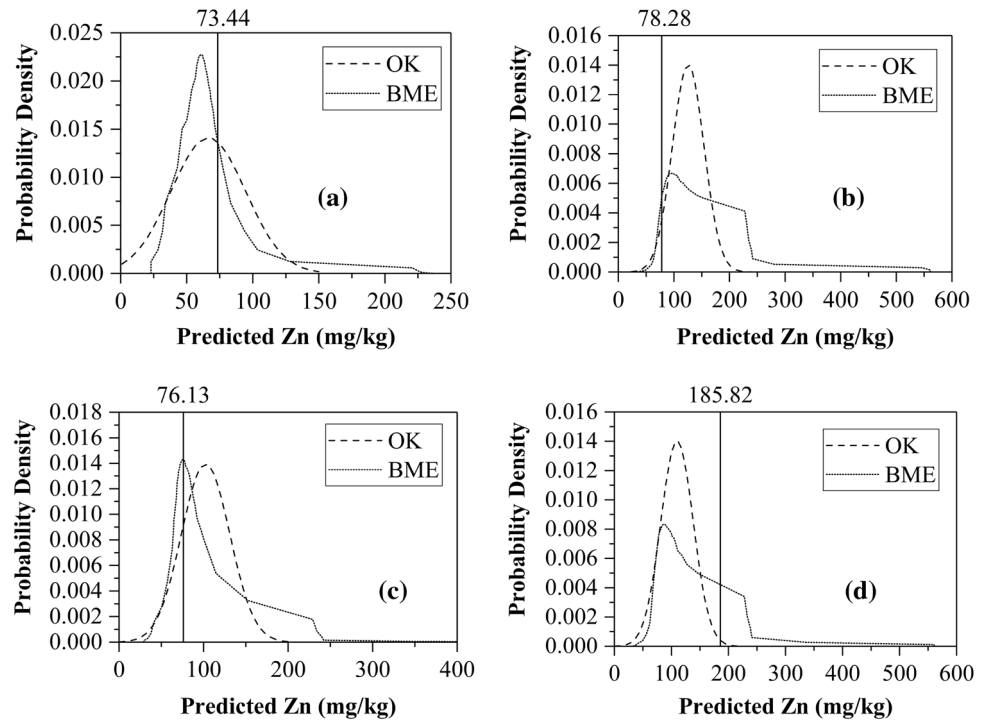 73.44
0.025
0.020
0.015
0.010
0.005
0.000
Probability Density
OK
BME
(a)
0 50 100 150 200 250
Predicted Zn (mg/kg)
78.28
0.016
0.014
0.012
0.010
0.008
0.006
0.004
0.002
0.000
Probability Density
OK
BME
(b)
0 100 200 300 400 500 600
Predicted Zn (mg/kg)
76.13
0.018
0.016
0.014
0.012
0.010
0.008
0.006
0.004
0.002
0.000
Probability Density
OK
BME
(c)
0 100 200 300 400
Predicted Zn (mg/kg)
185.82
0.016
0.014
0.012
0.010
0.008
0.006
0.004
0.002
0.000
Probability Density
OK
BME
(d)
0 100 200 300 400 500 600
Predicted Zn (mg/kg)